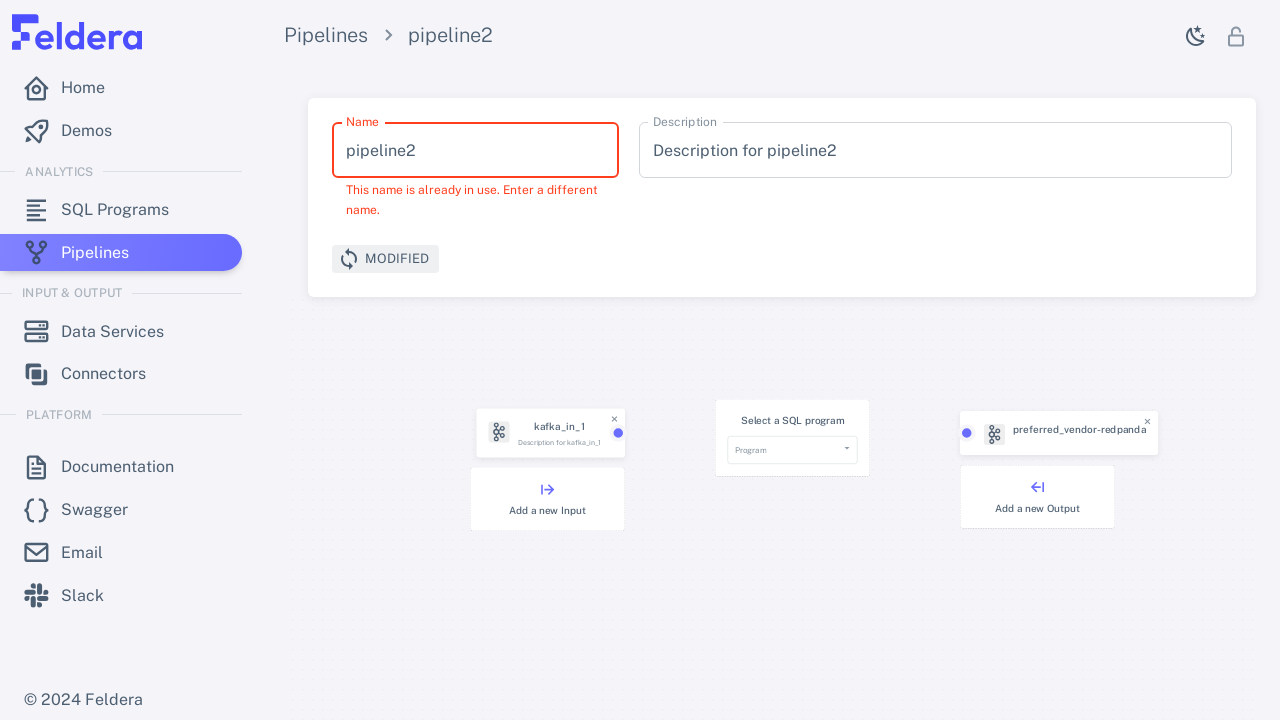 Feldera
Pipelines
pipeline2
Home
Demos
ANALYTICS
SQL Programs
Pipelines
INPUT & OUTPUT
Data Services
Connectors
PLATFORM
Documentation
Swagger
Email
Slack
© 2024 Feldera
Name
pipeline2
This name is already in use. Enter a different
name.
Description
Description for pipeline2
MODIFIED
kafka_in_1
Description for kafka_in_1
Add a new Input
Select a SQL program
Program
preferred_vendor-redpanda
Add a new Output